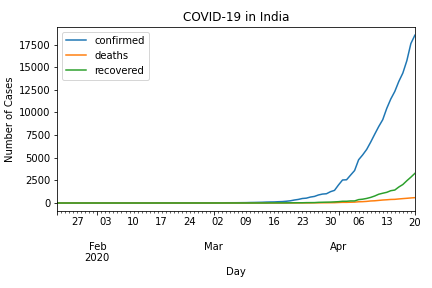 COVID-19 in India
confirmed
deaths
recovered
Number of Cases
17500
15000
12500
10000
7500
5000
2500
0
27 03 10 17 24 02 09 16 23 30 06 13 20
Feb Mar Apr
2020
Day